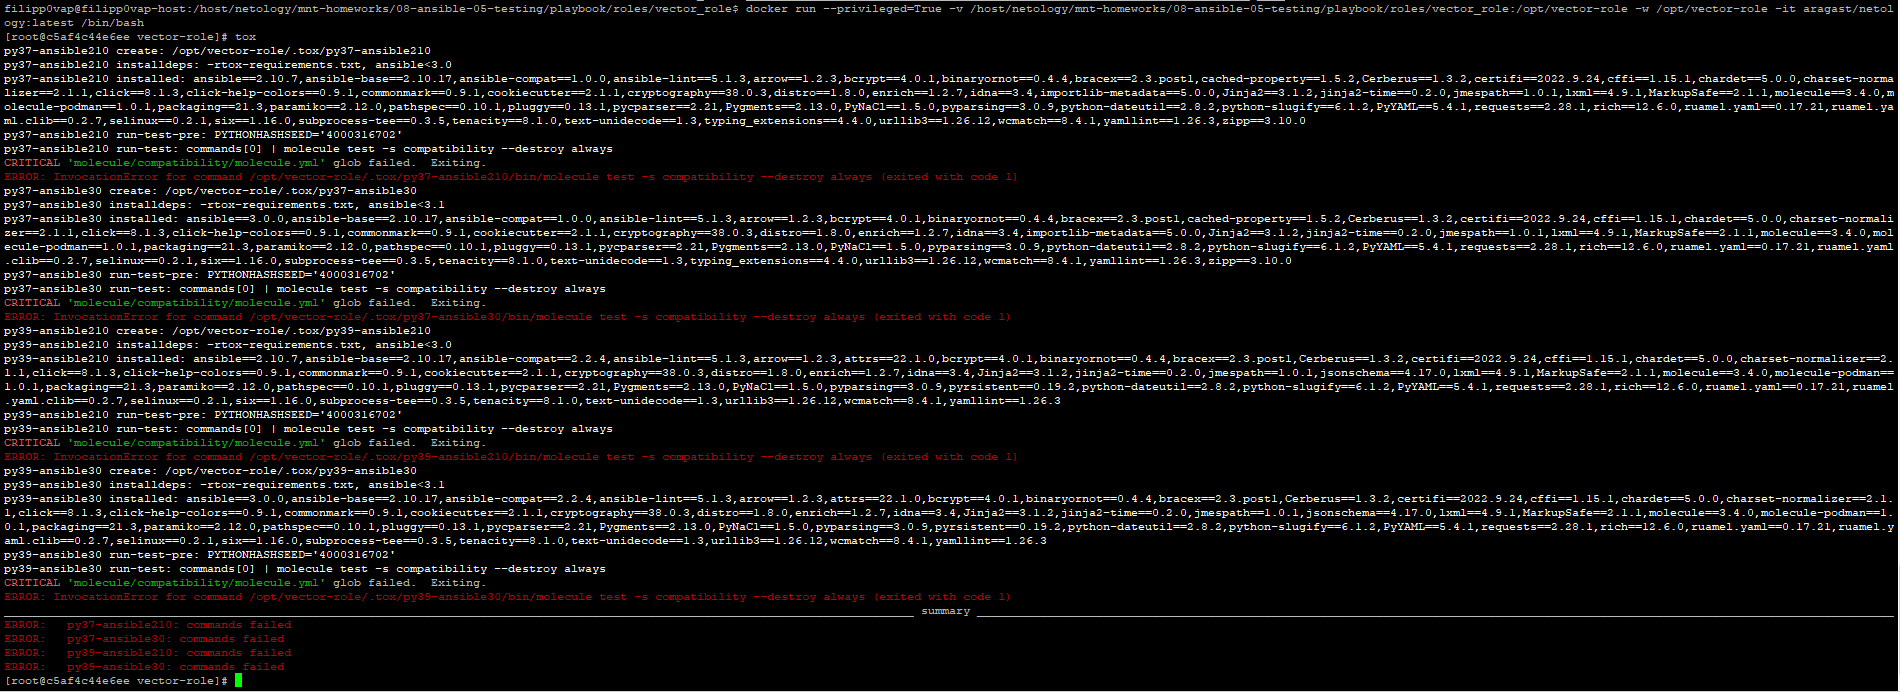 filipp0vap@filipp0vap-host:/host/netology/mnt-homeworks/08-ansible-05-testing/playbook/roles/vector_role$ docker run --privileged=True -v /host/netology/mnt-homeworks/08-ansible-05-testing/playbook/roles/vector_role:/opt/vector-role -w /opt/vector-role -it aragast/netol
ogy:latest /bin/bash
[root@c5af4c44e6ee vector-role]# tox
py37-ansible210 create: /opt/vector-role/.tox/py37-ansible210
py37-ansible210 installdeps: -rtox-requirements.txt, ansible<3.0
py37-ansible210 installed: ansible==2.10.7,ansible-base==2.10.17,ansible-compat==1.0.0,ansible-lint==5.1.3,arrow==1.2.3,bcrypt==4.0.1,binaryornot==0.4.4,bracex==2.3.post1,cached-property==1.5.2,Cerberus==1.3.2,certifi==2022.9.24,cffi==1.15.1,chardet==5.0.0,charset-norma
lizer==2.1.1,click==8.1.3,click-help-colors==0.9.1,commonmark==0.9.1,cookiecutter==2.1.1,cryptography==38.0.3,distro==1.8.0,enrich==1.2.7,idna==3.4,importlib-metadata==5.0.0,Jinja2==3.1.2,jinja2-time==0.2.0,jmespath==1.0.1,lxml==4.9.1,MarkupSafe==2.1.1,molecule==3.4.0,m
olecule-podman==1.0.1,packaging==21.3,paramiko==2.12.0,pathspec==0.10.1,pluggy==0.13.1,pycparser==2.21,Pygments==2.13.0,PyNaCl==1.5.0,pyparsing==3.0.9,python-dateutil==2.8.2,python-slugify==6.1.2,PyYAML==5.4.1,requests==2.28.1,rich==12.6.0,ruamel.yaml==0.17.21,ruamel.ya
ml.clib==0.2.7,selinux==0.2.1,six==1.16.0,subprocess-tee==0.3.5,tenacity==8.1.0,text-unidecode==1.3,typing_extensions==4.4.0,urllib3==1.26.12,wcmatch==8.4.1,yamllint==1.26.3,zipp==3.10.0
py37-ansible210 run-test-pre: PYTHONHASHSEED='4000316702'
py37-ansible210 run-test: commands[0] | molecule test -s compatibility --destroy always
CRITICAL 'molecule/compatibility/molecule.yml' glob failed.  Exiting.
ERROR: InvocationError for command /opt/vector-role/.tox/py37-ansible210/bin/molecule test -s compatibility --destroy always (exited with code 1)
py37-ansible30 create: /opt/vector-role/.tox/py37-ansible30
py37-ansible30 installdeps: -rtox-requirements.txt, ansible<3.1
py37-ansible30 installed: ansible==3.0.0,ansible-base==2.10.17,ansible-compat==1.0.0,ansible-lint==5.1.3,arrow==1.2.3,bcrypt==4.0.1,binaryornot==0.4.4,bracex==2.3.post1,cached-property==1.5.2,Cerberus==1.3.2,certifi==2022.9.24,cffi==1.15.1,chardet==5.0.0,charset-normali
zer==2.1.1,click==8.1.3,click-help-colors==0.9.1,commonmark==0.9.1,cookiecutter==2.1.1,cryptography==38.0.3,distro==1.8.0,enrich==1.2.7,idna==3.4,importlib-metadata==5.0.0,Jinja2==3.1.2,jinja2-time==0.2.0,jmespath==1.0.1,lxml==4.9.1,MarkupSafe==2.1.1,molecule==3.4.0,mol
ecule-podman==1.0.1,packaging==21.3,paramiko==2.12.0,pathspec==0.10.1,pluggy==0.13.1,pycparser==2.21,Pygments==2.13.0,PyNaCl==1.5.0,pyparsing==3.0.9,python-dateutil==2.8.2,python-slugify==6.1.2,PyYAML==5.4.1,requests==2.28.1,rich==12.6.0,ruamel.yaml==0.17.21,ruamel.yaml
.clib==0.2.7,selinux==0.2.1,six==1.16.0,subprocess-tee==0.3.5,tenacity==8.1.0,text-unidecode==1.3,typing_extensions==4.4.0,urllib3==1.26.12,wcmatch==8.4.1,yamllint==1.26.3,zipp==3.10.0
py37-ansible30 run-test-pre: PYTHONHASHSEED='4000316702'
py37-ansible30 run-test: commands[0] | molecule test -s compatibility --destroy always
CRITICAL 'molecule/compatibility/molecule.yml' glob failed.  Exiting.
ERROR: InvocationError for command /opt/vector-role/.tox/py37-ansible30/bin/molecule test -s compatibility --destroy always (exited with code 1)
py39-ansible210 create: /opt/vector-role/.tox/py39-ansible210
py39-ansible210 installdeps: -rtox-requirements.txt, ansible<3.0
py39-ansible210 installed: ansible==2.10.7,ansible-base==2.10.17,ansible-compat==2.2.4,ansible-lint==5.1.3,arrow==1.2.3,attrs==22.1.0,bcrypt==4.0.1,binaryornot==0.4.4,bracex==2.3.post1,Cerberus==1.3.2,certifi==2022.9.24,cffi==1.15.1,chardet==5.0.0,charset-normalizer==2.
1.1,click==8.1.3,click-help-colors==0.9.1,commonmark==0.9.1,cookiecutter==2.1.1,cryptography==38.0.3,distro==1.8.0,enrich==1.2.7,idna==3.4,Jinja2==3.1.2,jinja2-time==0.2.0,jmespath==1.0.1,jsonschema==4.17.0,lxml==4.9.1,MarkupSafe==2.1.1,molecule==3.4.0,molecule-podman==
1.0.1,packaging==21.3,paramiko==2.12.0,pathspec==0.10.1,pluggy==0.13.1,pycparser==2.21,Pygments==2.13.0,PyNaCl==1.5.0,pyparsing==3.0.9,pyrsistent==0.19.2,python-dateutil==2.8.2,python-slugify==6.1.2,PyYAML==5.4.1,requests==2.28.1,rich==12.6.0,ruamel.yaml==0.17.21,ruamel
.yaml.clib==0.2.7,selinux==0.2.1,six==1.16.0,subprocess-tee==0.3.5,tenacity==8.1.0,text-unidecode==1.3,urllib3==1.26.12,wcmatch==8.4.1,yamllint==1.26.3
py39-ansible210 run-test-pre: PYTHONHASHSEED='4000316702'
py39-ansible210 run-test: commands[0] | molecule test -s compatibility --destroy always
CRITICAL 'molecule/compatibility/molecule.yml' glob failed.  Exiting.
ERROR: InvocationError for command /opt/vector-role/.tox/py39-ansible210/bin/molecule test -s compatibility --destroy always (exited with code 1)
py39-ansible30 create: /opt/vector-role/.tox/py39-ansible30
py39-ansible30 installdeps: -rtox-requirements.txt, ansible<3.1
py39-ansible30 installed: ansible==3.0.0,ansible-base==2.10.17,ansible-compat==2.2.4,ansible-lint==5.1.3,arrow==1.2.3,attrs==22.1.0,bcrypt==4.0.1,binaryornot==0.4.4,bracex==2.3.post1,Cerberus==1.3.2,certifi==2022.9.24,cffi==1.15.1,chardet==5.0.0,charset-normalizer==2.1.
1,click==8.1.3,click-help-colors==0.9.1,commonmark==0.9.1,cookiecutter==2.1.1,cryptography==38.0.3,distro==1.8.0,enrich==1.2.7,idna==3.4,Jinja2==3.1.2,jinja2-time==0.2.0,jmespath==1.0.1,jsonschema==4.17.0,lxml==4.9.1,MarkupSafe==2.1.1,molecule==3.4.0,molecule-podman==1.
0.1,packaging==21.3,paramiko==2.12.0,pathspec==0.10.1,pluggy==0.13.1,pycparser==2.21,Pygments==2.13.0,PyNaCl==1.5.0,pyparsing==3.0.9,pyrsistent==0.19.2,python-dateutil==2.8.2,python-slugify==6.1.2,PyYAML==5.4.1,requests==2.28.1,rich==12.6.0,ruamel.yaml==0.17.21,ruamel.y
aml.clib==0.2.7,selinux==0.2.1,six==1.16.0,subprocess-tee==0.3.5,tenacity==8.1.0,text-unidecode==1.3,urllib3==1.26.12,wcmatch==8.4.1,yamllint==1.26.3
py39-ansible30 run-test-pre: PYTHONHASHSEED='4000316702'
py39-ansible30 run-test: commands[0] | molecule test -s compatibility --destroy always
CRITICAL 'molecule/compatibility/molecule.yml' glob failed.  Exiting.
ERROR: InvocationError for command /opt/vector-role/.tox/py39-ansible30/bin/molecule test -s compatibility --destroy always (exited with code 1)
summary
ERROR:   py37-ansible210: commands failed
ERROR:   py37-ansible30: commands failed
ERROR:   py39-ansible210: commands failed
ERROR:   py39-ansible30: commands failed
[root@c5af4c44e6ee vector-role]#